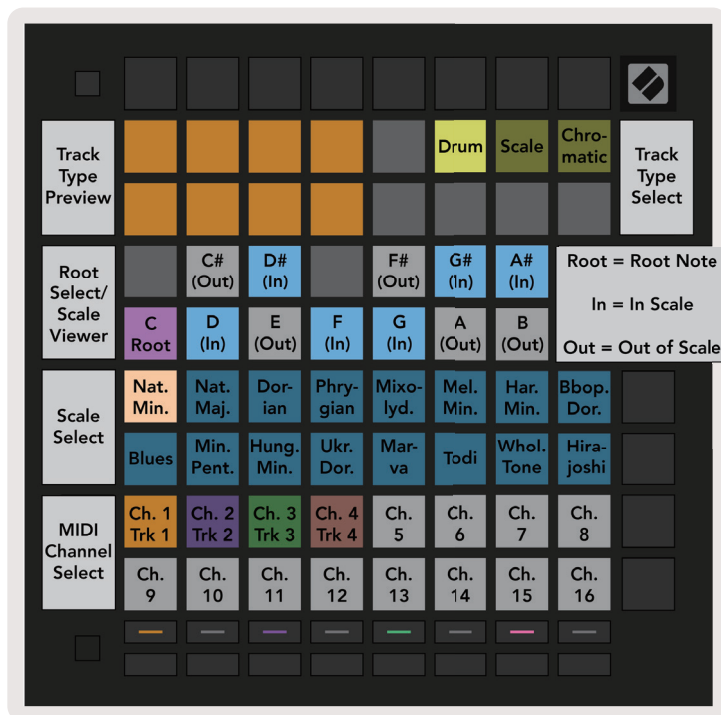 Track
Type
Preview
Drum
Scale
Chro-
matic
Track
Type
Select
Root
Select/
Scale
Viewer
C#
(Out)
D#
(In)
F#
(Out)
G#
(In)
A#
(In)
Root = Root Note
In = In Scale
Out = Out of Scale
C
Root
D
(In)
E
(Out)
F
(In)
G
(In)
A
(Out)
B
(Out)
Scale
Select
Nat.
Min.
Nat.
Maj.
Dor-
ian
Phry-
gian
Mixo-
lyd.
Mel.
Min.
Har.
Min.
Bbop.
Dor.
Blues
Min.
Pent.
Hung.
Min.
Ukr.
Dor.
Mar-
va
Todi
Whol.
Tone
Hira-
joshi
MIDI
Channel
Select
Ch. 1
Trk 1
Ch. 2
Trk 2
Ch. 3
Trk 3
Ch. 4
Trk 4
Ch.
5
Ch.
6
Ch.
7
Ch.
8
Ch.
9
Ch.
10
Ch.
11
Ch.
12
Ch.
13
Ch.
14
Ch.
15
Ch.
16